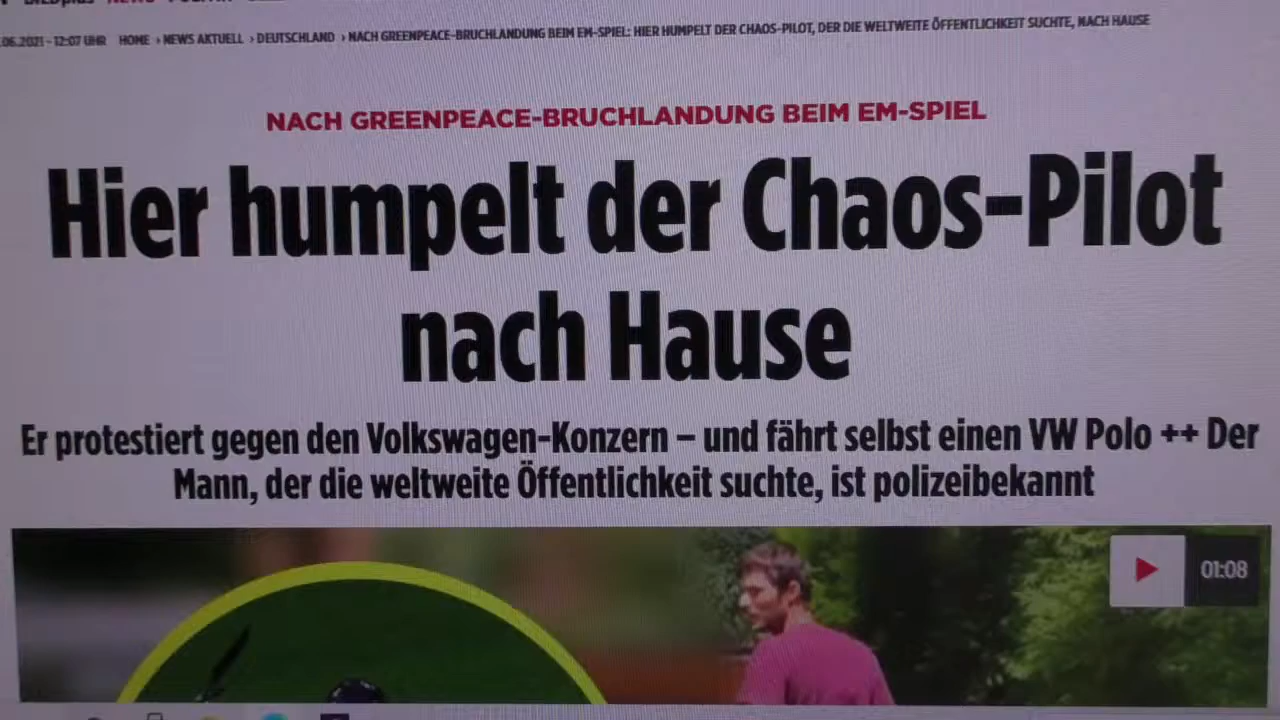 NEWS
.06.2021 - 12:07 UHR HOME › NEWS AKTUELL › DEUTSCHLAND › NACH GREENPEACE-BRUCHLANDUNG BEIM EM-SPIEL: HIER HUMPELT DER CHAOS-PILOT, DER DIE WELTWEITE ÖFFENTLICHKEIT SUCHTE, NACH HAUSE
NACH GREENPEACE-BRUCHLANDUNG BEIM EM-SPIEL
Hier humpelt der Chaos-Pilot
nach Hause
Er protestiert gegen den Volkswagen-Konzern – und fährt selbst einen VW Polo ++ Der
Mann, der die weltweite Öffentlichkeit suchte, ist polizeibekannt
01:08